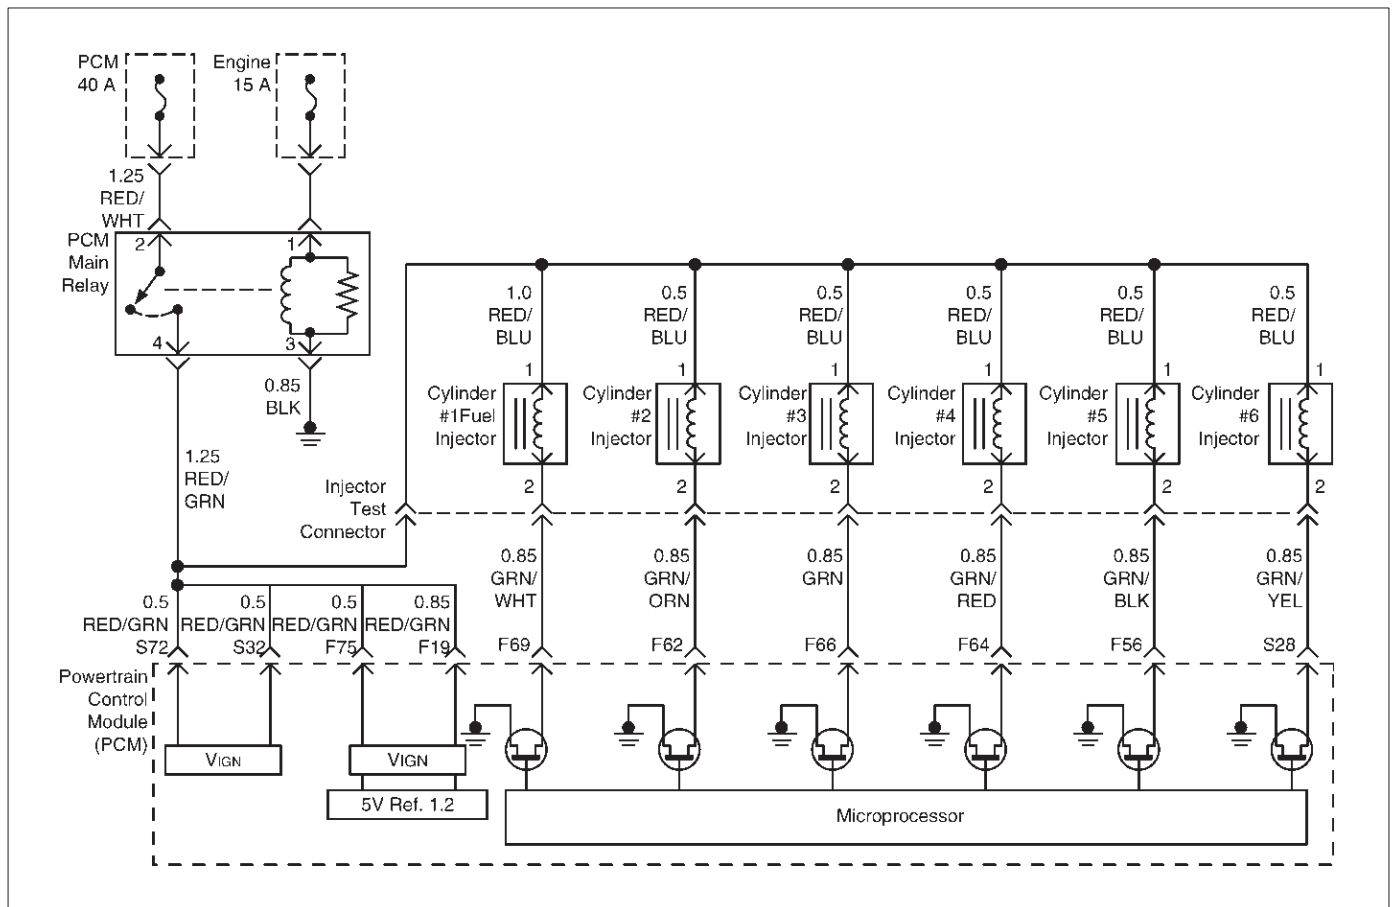 PCM
40 A
Engine
15 A
1.25
RED/
WHT
PCM
Main
Relay
2
1
4
3
0.85
BLK
1.25
RED/
GRN
1.0
RED/
BLU
0.5
RED/
BLU
0.5
RED/
BLU
0.5
RED/
BLU
0.5
RED/
BLU
0.5
RED/
BLU
1
1
1
1
1
1
Cylinder
#1Fuel
Injector
Cylinder
#2
Injector
Cylinder
#3
Injector
Cylinder
#4
Injector
Cylinder
#5
Injector
Cylinder
#6
Injector
2
2
2
2
2
2
Injector
Test
Connector
0.85
GRN/
WHT
0.85
GRN/
ORN
0.85
GRN
0.85
GRN/
RED
0.85
GRN/
BLK
0.85
GRN/
YEL
0.5
RED/GRN
S72
0.5
RED/GRN
S32
0.5
RED/GRN
F75
0.85
RED/GRN
F19
F69
F62
F66
F64
F56
S28
Powertrain
Control
Module
(PCM)
VIGN
VIGN
5V Ref. 1.2
Microprocessor